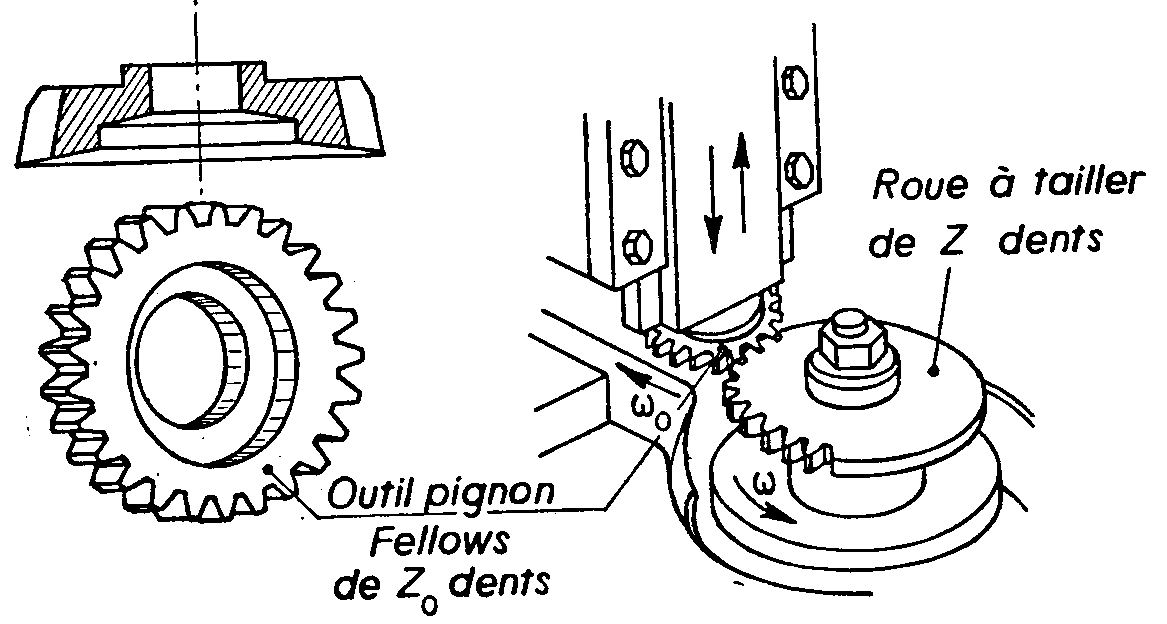 Roue à tailler
de Z dents
ω₀
ω
Outil pignon
Fellows
de Z₀ dents